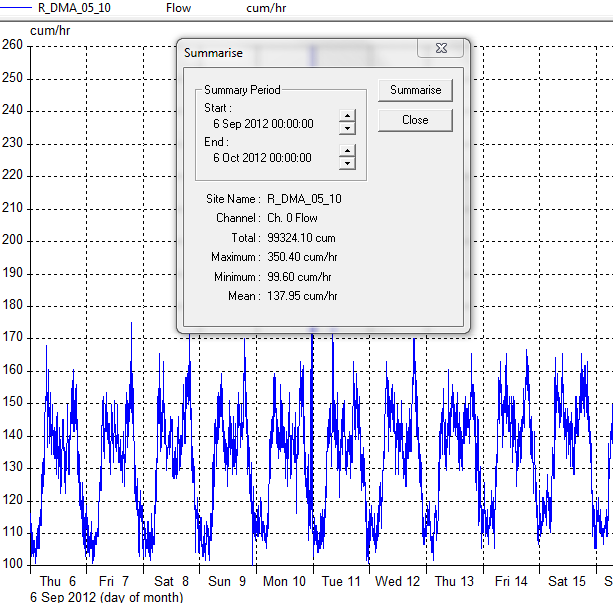 R_DMA_05_10 Flow cum/hr
cum/hr
260
250
240
230
220
210
200
190
180
170
160
150
140
130
120
110
100
Summarise
Summary Period
Start :
6 Sep 2012 00:00:00
End :
6 Oct 2012 00:00:00
Summarise
Close
Site Name : R_DMA_05_10
Channel : Ch. 0 Flow
Total : 99324.10 cum
Maximum : 350.40 cum/hr
Minimum : 99.60 cum/hr
Mean : 137.95 cum/hr
Thu 6 Fri 7 Sat 8 Sun 9 Mon 10 Tue 11 Wed 12 Thu 13 Fri 14 Sat 15 S
6 Sep 2012 (day of month)